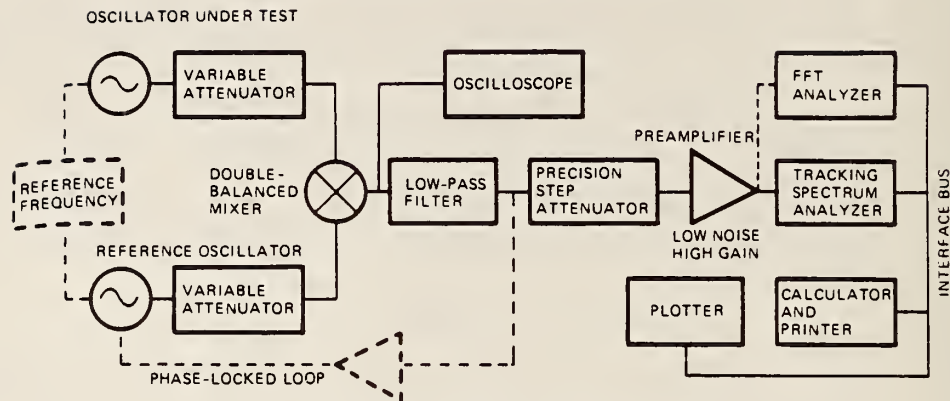 OSCILLATOR UNDER TEST
VARIABLE
ATTENUATOR
OSCILLOSCOPE
FFT
ANALYZER
PREAMPLIFIER
REFERENCE
FREQUENCY
DOUBLE-
BALANCED
MIXER
LOW-PASS
FILTER
PRECISION
STEP
ATTENUATOR
TRACKING
SPECTRUM
ANALYZER
LOW NOISE
HIGH GAIN
REFERENCE OSCILLATOR
VARIABLE
ATTENUATOR
PLOTTER
CALCULATOR
AND
PRINTER
INTERFACE BUS
PHASE-LOCKED LOOP